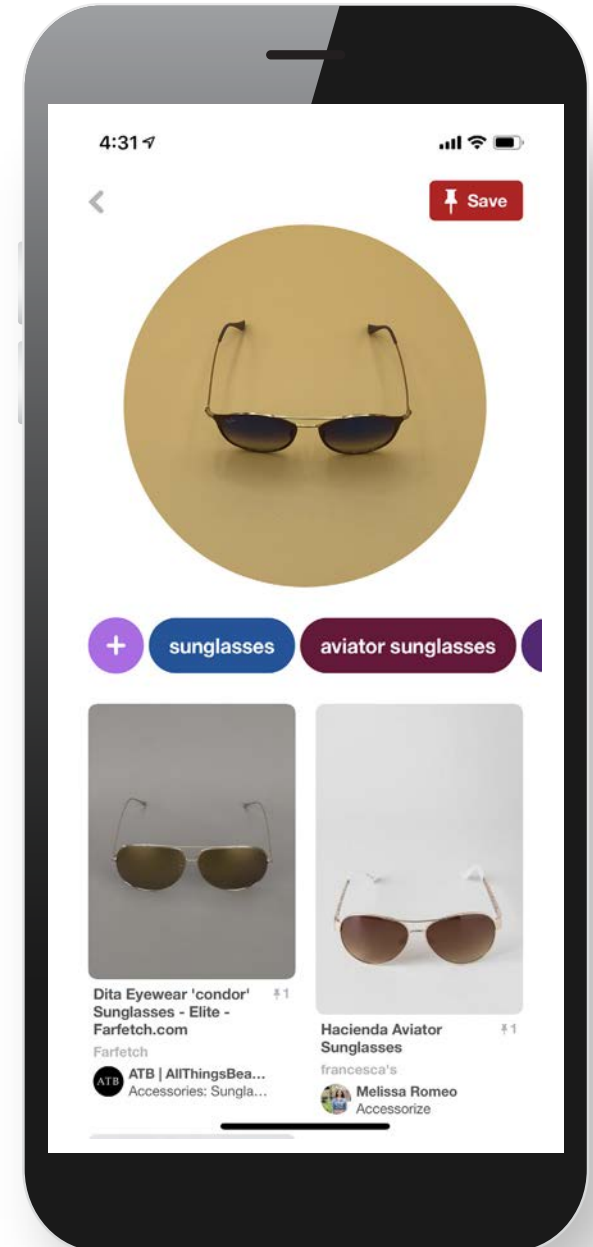 4:31
Save
+
sunglasses
aviator sunglasses
Dita Eyewear 'condor' 1
Sunglasses - Elite -
Farfetch.com
Farfetch
ATB
ATB | AllThingsBea...
Accessories: Sungla...
Hacienda Aviator 1
Sunglasses
francesca's
Melissa Romeo
Accessorize